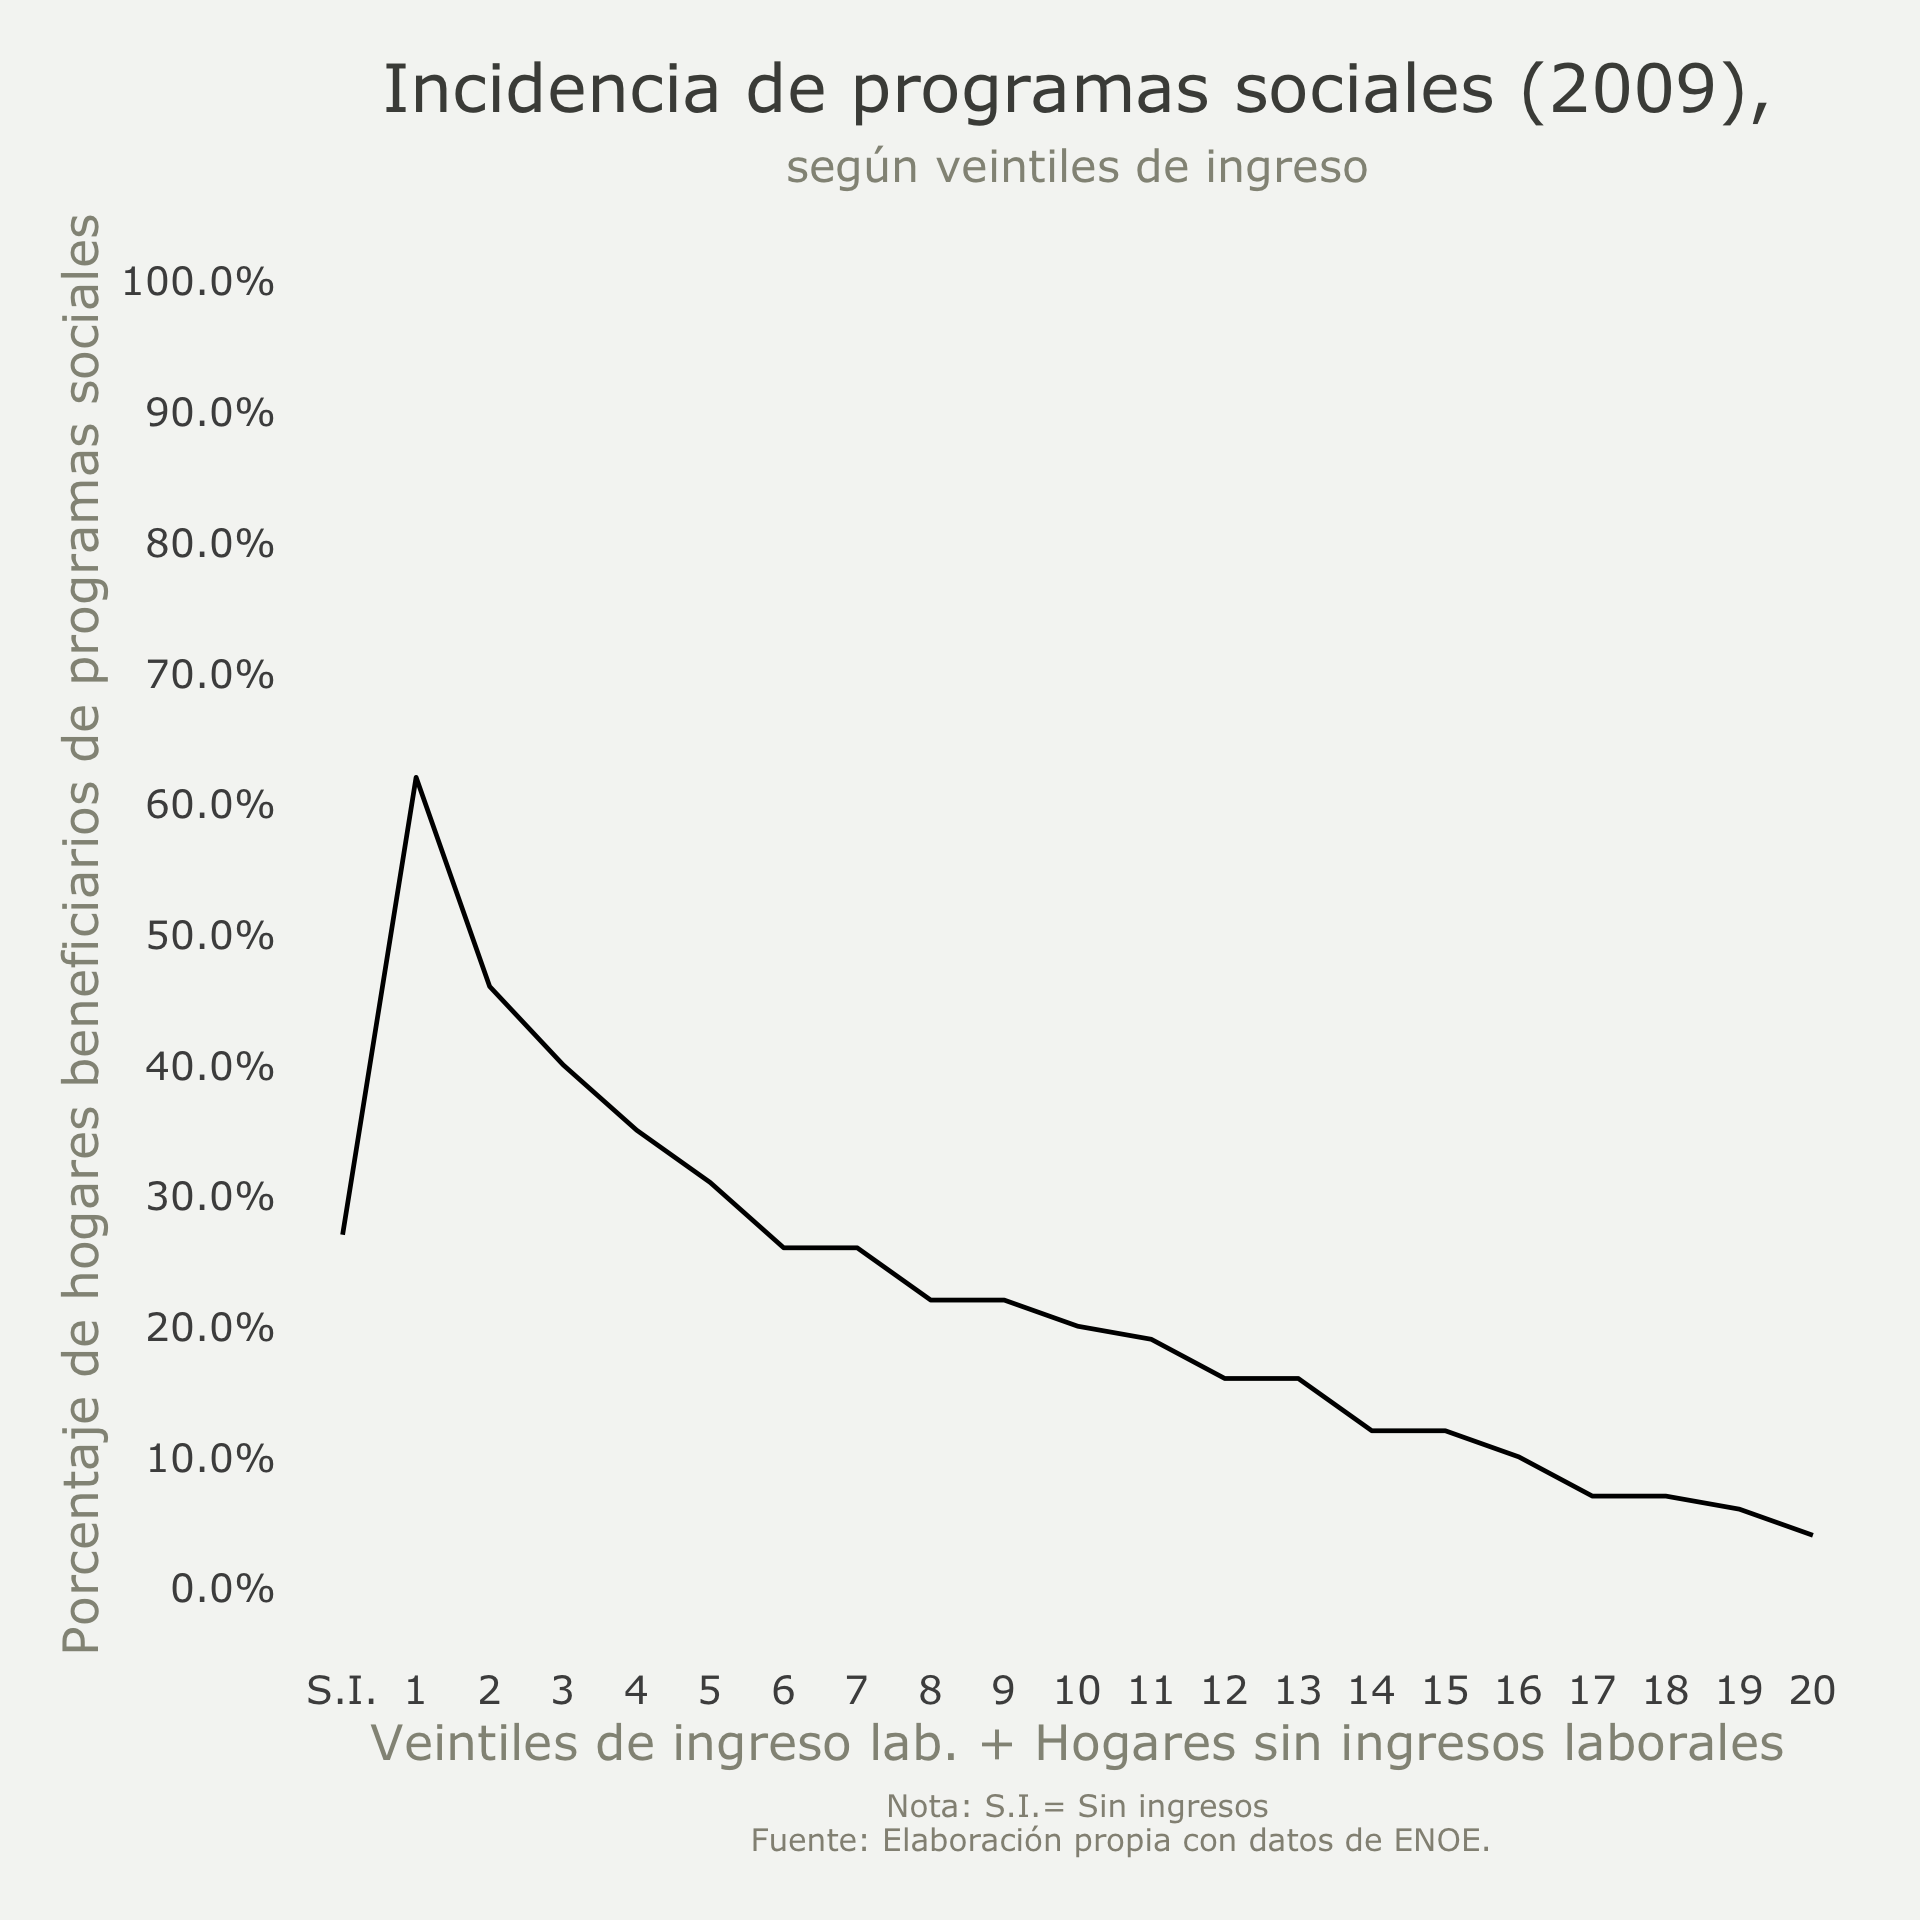 Incidencia de programas sociales (2009),
según veintiles de ingreso
Porcentaje de hogares beneficiarios de programas sociales
100.0%
90.0%
80.0%
70.0%
60.0%
50.0%
40.0%
30.0%
20.0%
10.0%
0.0%
S.I. 1 2 3 4 5 6 7 8 9 10 11 12 13 14 15 16 17 18 19 20
Veintiles de ingreso lab. + Hogares sin ingresos laborales
Nota: S.I.= Sin ingresos
Fuente: Elaboración propia con datos de ENOE.